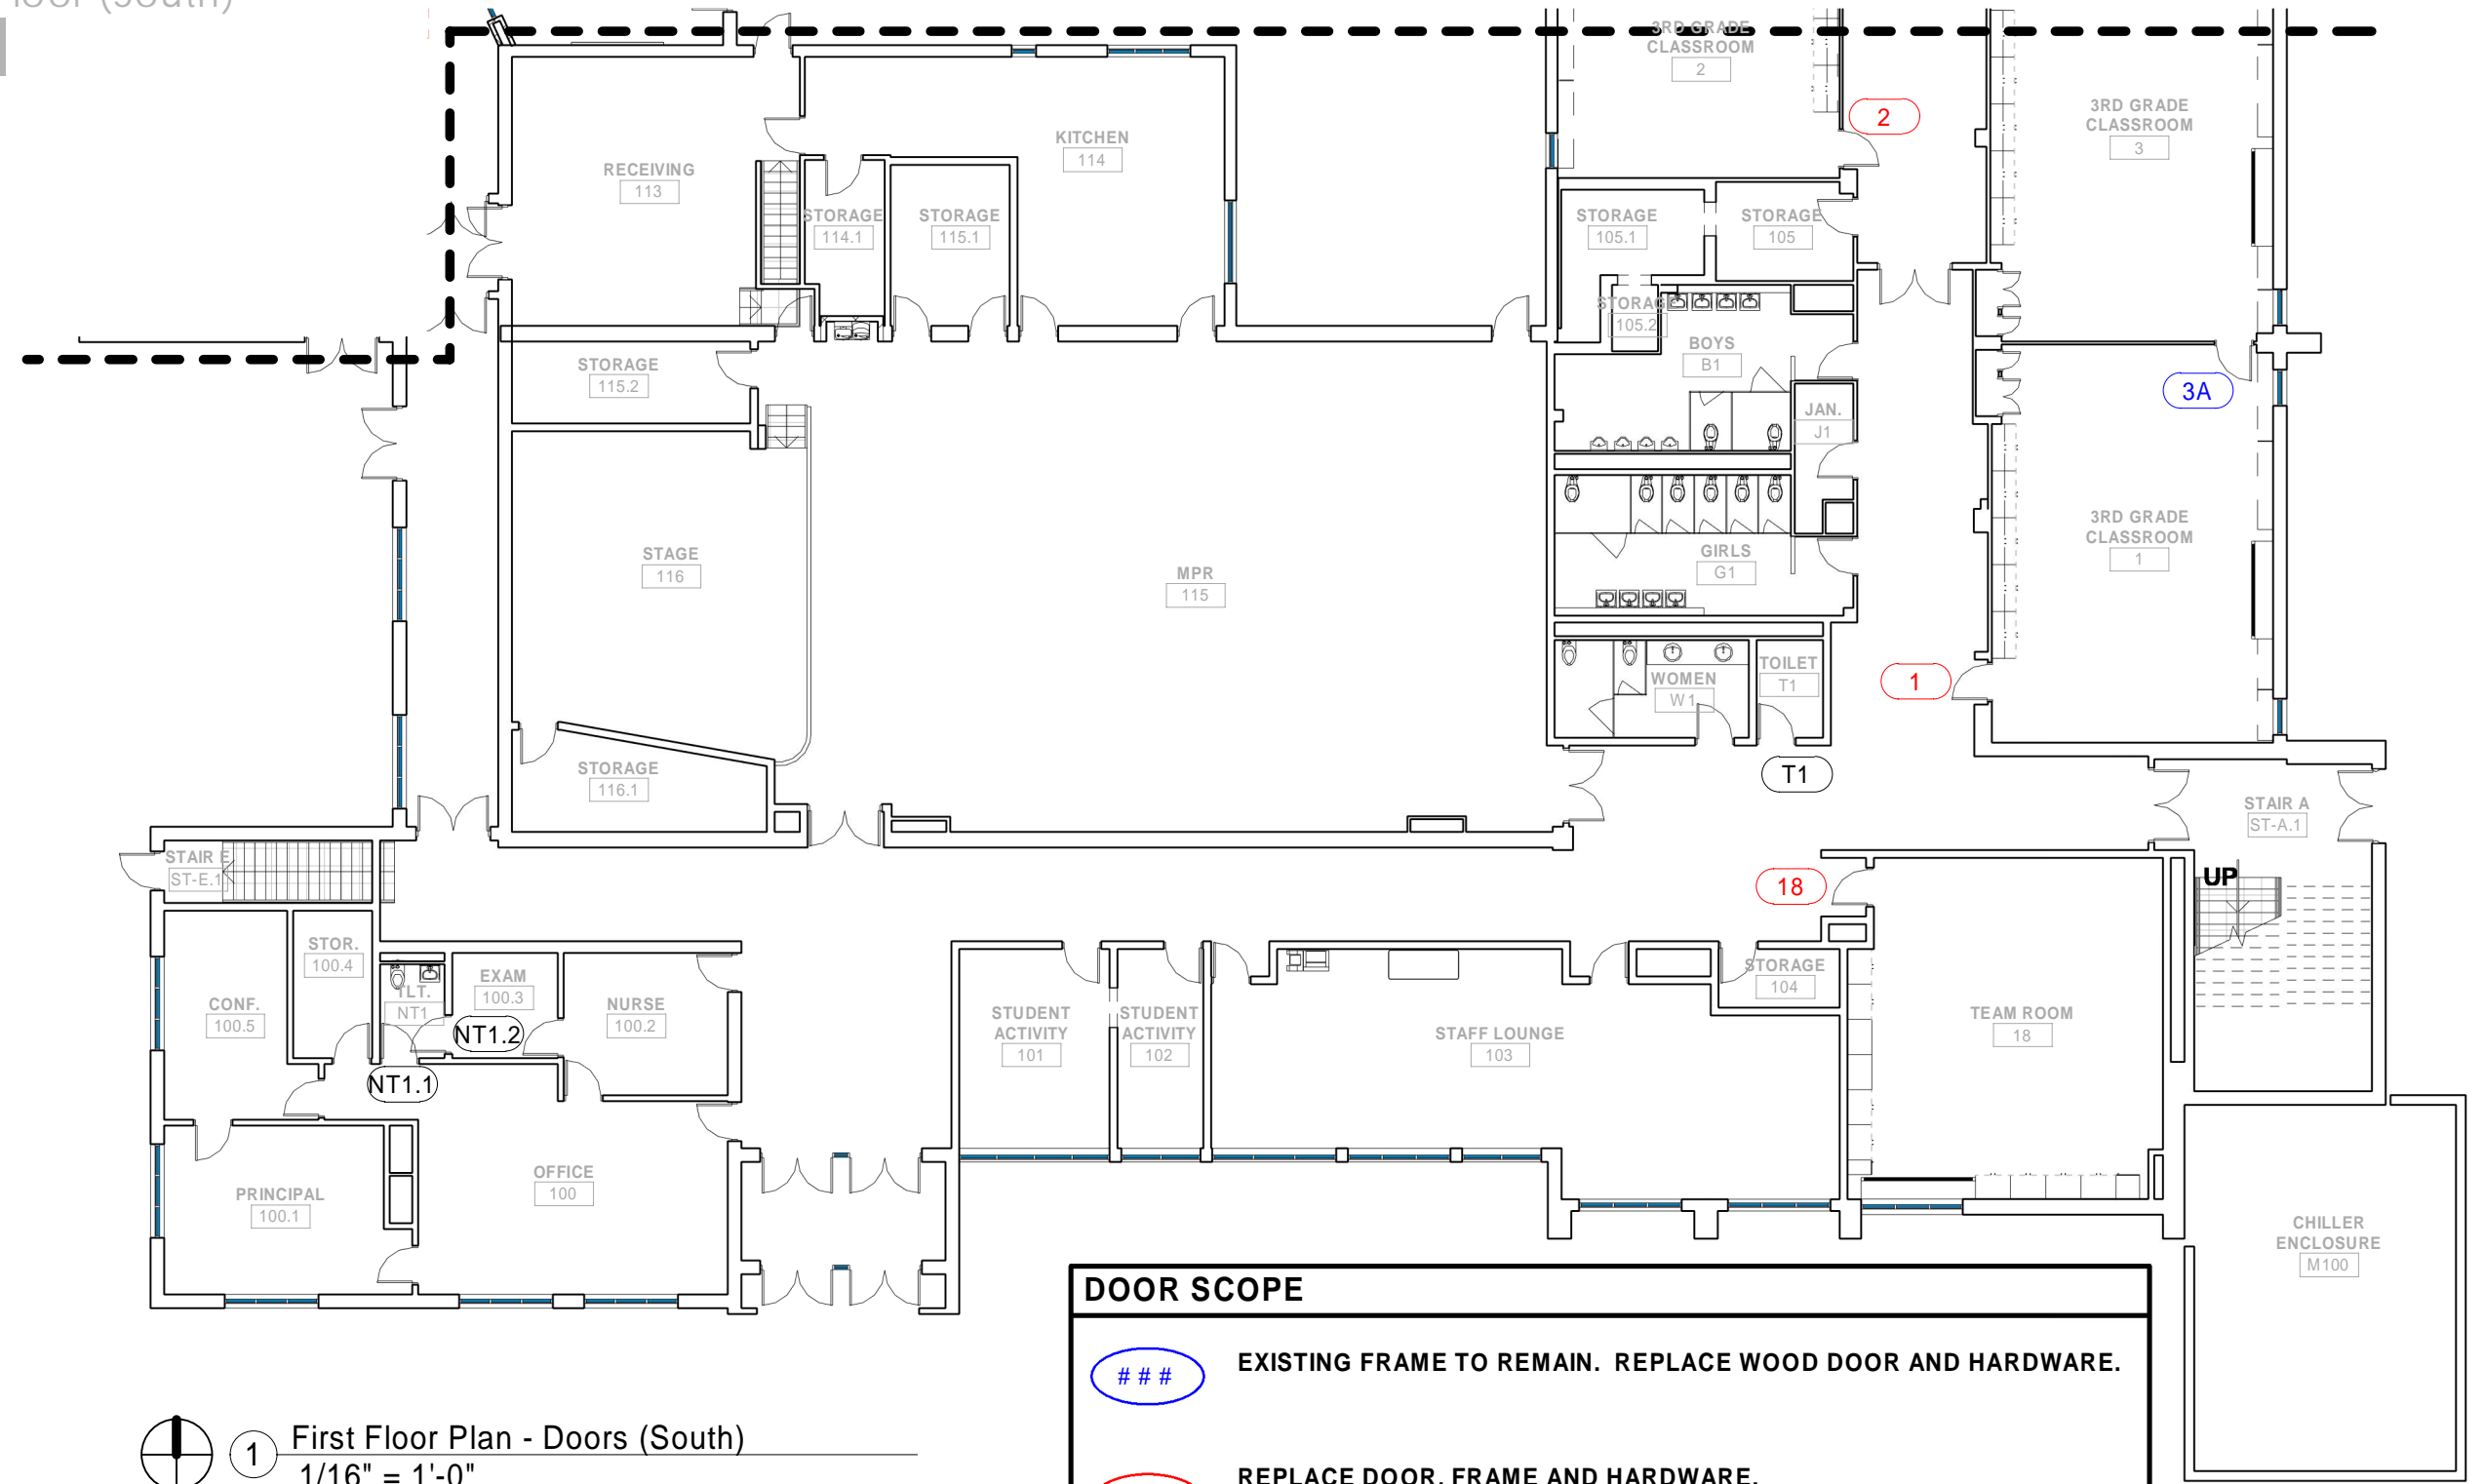 3RD GRADE
CLASSROOM
2
2
3RD GRADE
CLASSROOM
3
KITCHEN
114
RECEIVING
113
STORAGE
114.1
STORAGE
115.1
STORAGE
105.1
STORAGE
105
STORAGE
105.2
BOYS
B1
STORAGE
115.2
3A
JAN.
J1
3RD GRADE
CLASSROOM
1
STAGE
116
MPR
115
GIRLS
G1
WOMEN
W1
TOILET
T1
1
STORAGE
116.1
T1
STAIR A
ST-A.1
STAIR E
ST-E.1
18
UP
STOR.
100.4
EXAM
100.3
TLT.
NT1
CONF.
100.5
NURSE
100.2
NT1.2
STUDENT
ACTIVITY
101
STUDENT
ACTIVITY
102
STAFF LOUNGE
103
STORAGE
104
TEAM ROOM
18
NT1.1
OFFICE
100
PRINCIPAL
100.1
CHILLER
ENCLOSURE
M100
DOOR SCOPE
###
EXISTING FRAME TO REMAIN. REPLACE WOOD DOOR AND HARDWARE.
REPLACE DOOR, FRAME AND HARDWARE.
1
First Floor Plan - Doors (South)
1/16" = 1'-0"